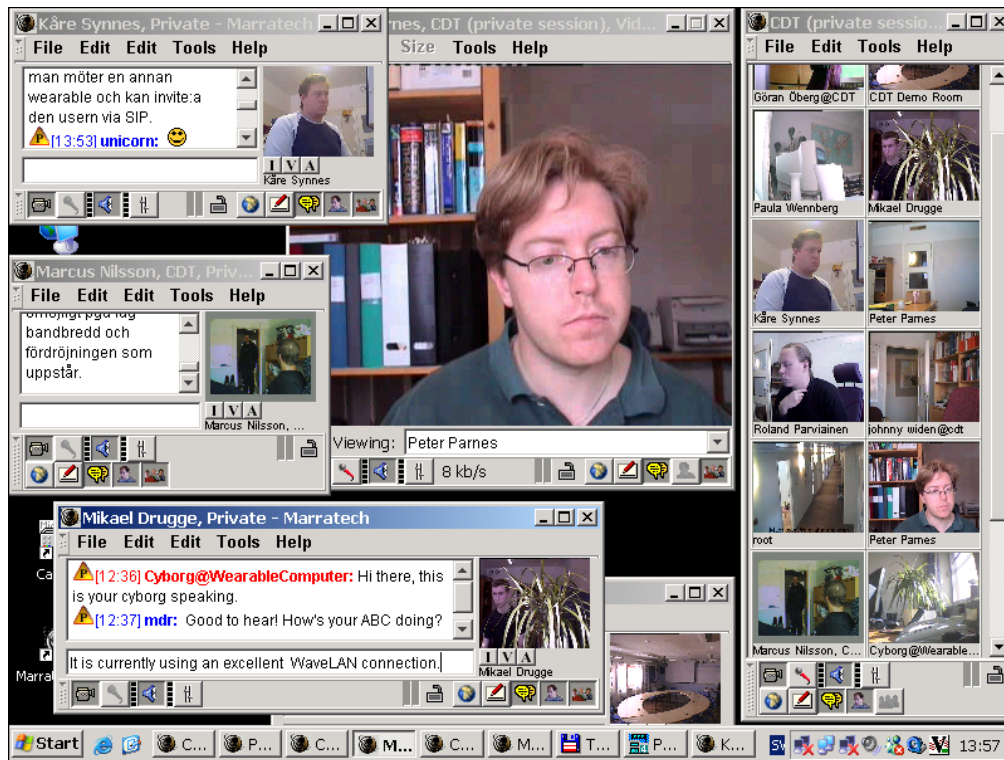 Kåre Synnes, Private - Marratech
File Edit Edit Tools Help
man möter en annan
wearable och kan invite:a
den usern via SIP.
[13:53] unicorn:
I V A
Kåre Synnes
rnes, CDT (private session), Vid...
Size Tools Help
Viewing: Peter Parnes
8 kb/s
CDT (private sessio...
File Edit Tools Help
Göran Öberg@CDT CDT Demo Room
Paula Wennberg Mikael Drugge
Kåre Synnes Peter Parnes
Roland Parviainen johnny widen@cdt
root Peter Parnes
Marcus Nilsson, C... Cyborg@Wearable...
Marcus Nilsson, CDT, Priv...
File Edit Edit Tools Help
bandbredd och
fördröjningen som
uppstår.
I V A
Marcus Nilsson, ...
Mikael Drugge, Private - Marratech
File Edit Edit Tools Help
[12:36] Cyborg@WearableComputer: Hi there, this
is your cyborg speaking.
[12:37] mdr: Good to hear! How's your ABC doing?
It is currently using an excellent WaveLAN connection.
I V A
Mikael Drugge
Ca
Marra
Start C... P... C... M... C... M... T... P... K... SV 13:57